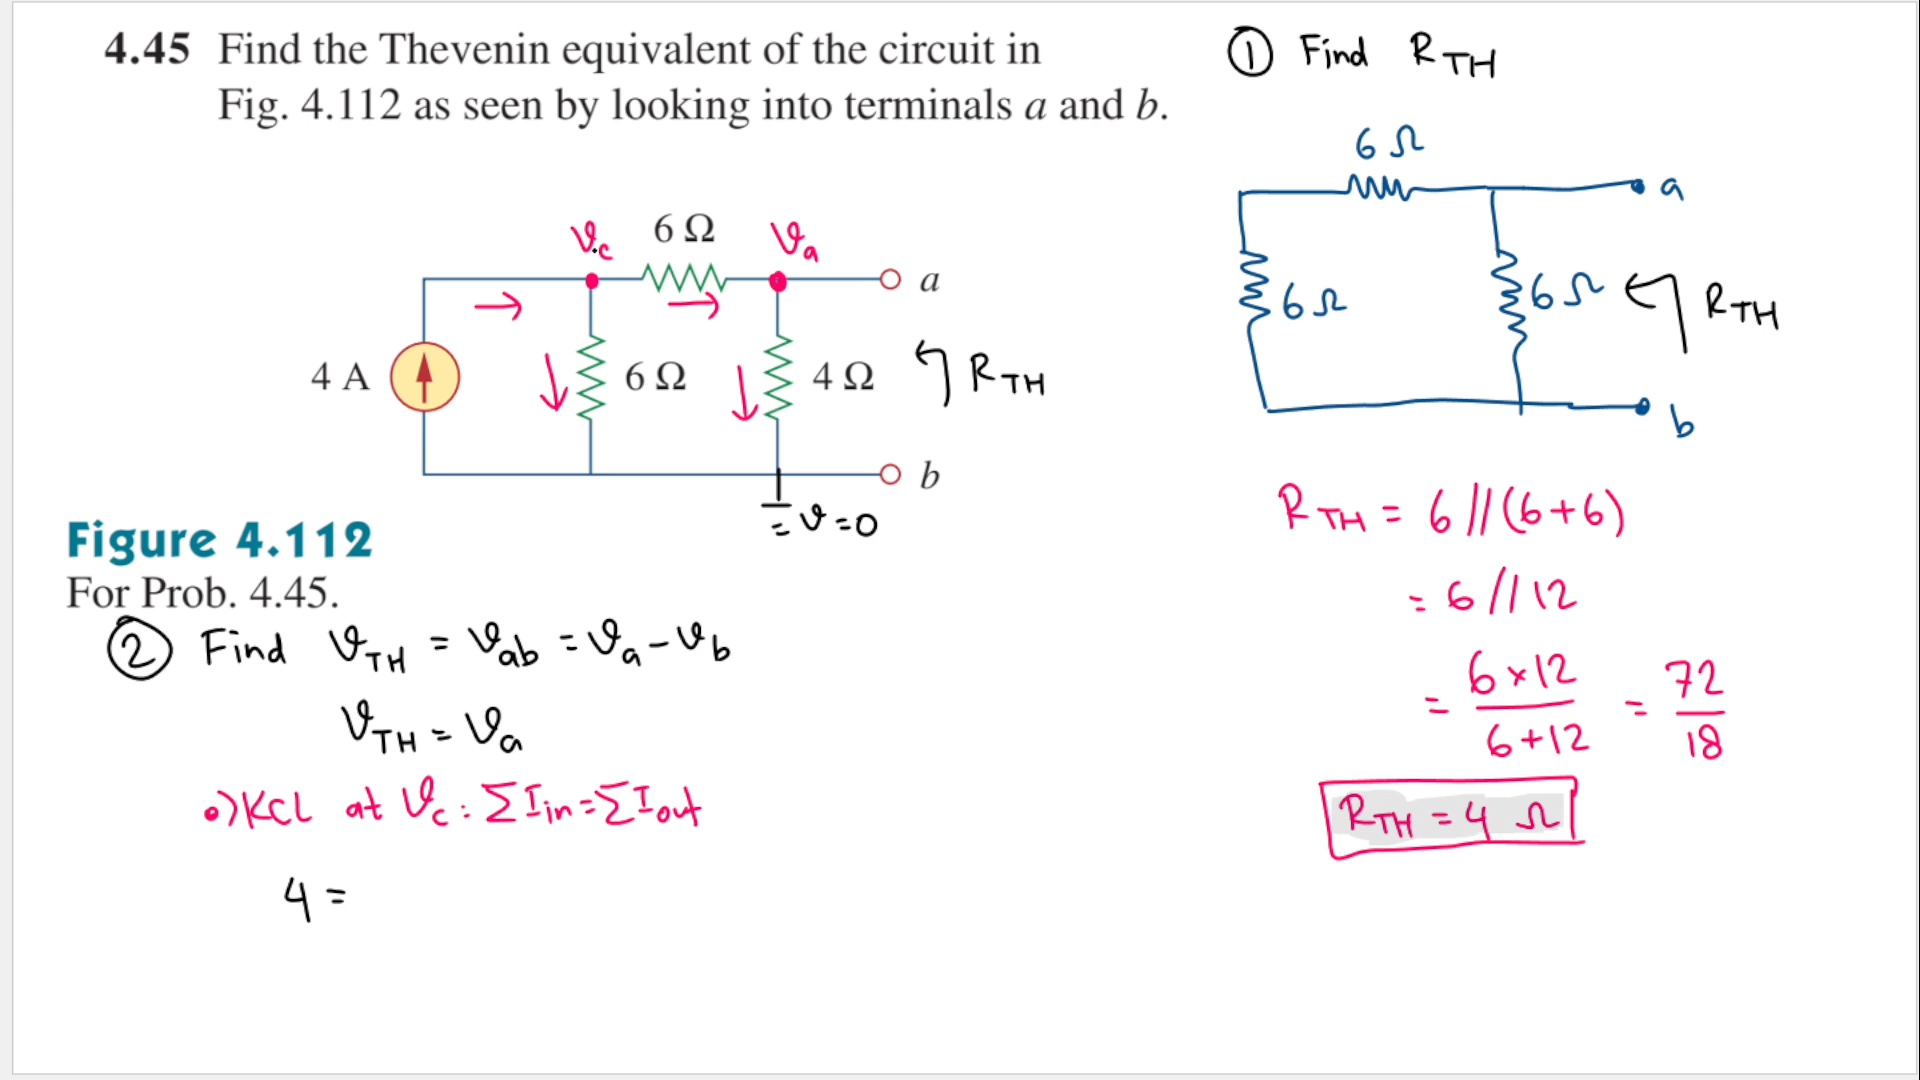 4.45 Find the Thevenin equivalent of the circuit in
Fig. 4.112 as seen by looking into terminals a and b.
6 Ω
4 A
6 Ω
4 Ω
a
b
Vc
Va
RTH
= V=0
Figure 4.112
For Prob. 4.45.
② Find VTH = Vab = Va - Vb
VTH = Va
•) KCL at Vc : ΣIin = ΣIout
4 =
① Find RTH
6 Ω
a
6 Ω
6 Ω
RTH
b
RTH = 6 // (6+6)
= 6 // 12
= 6 × 12 / 6 + 12 = 72 / 18
RTH = 4 Ω